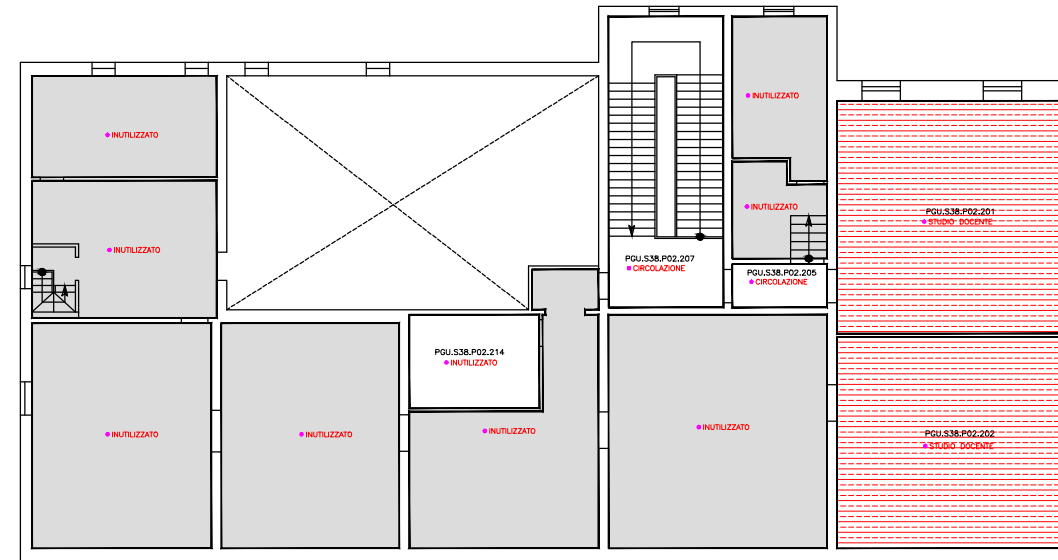 INUTILIZZATO
INUTILIZZATO
INUTILIZZATO
INUTILIZZATO
PGU.S38.P02.201
STUDIO DOCENTE
PGU.S38.P02.207
CIRCOLAZIONE
PGU.S38.P02.205
CIRCOLAZIONE
PGU.S38.P02.214
INUTILIZZATO
INUTILIZZATO
INUTILIZZATO
INUTILIZZATO
INUTILIZZATO
PGU.S38.P02.202
STUDIO DOCENTE